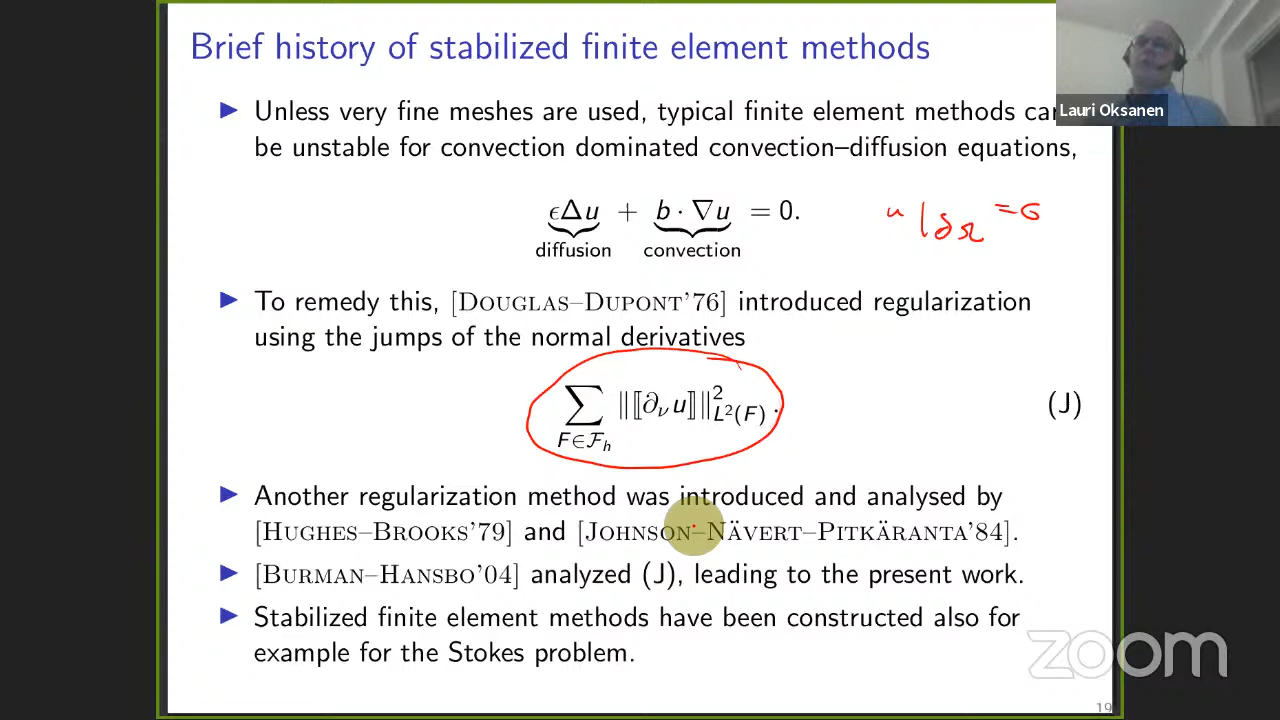 Brief history of stabilized finite element methods
Lauri Oksanen
▶ Unless very fine meshes are used, typical finite element methods can
be unstable for convection dominated convection–diffusion equations,
ϵΔu + b · ∇u = 0.
diffusion convection
u|∂Ω = 0
▶ To remedy this, [Douglas–Dupont'76] introduced regularization
using the jumps of the normal derivatives
∑_{F∈ℱ_h} ‖⟦∂_ν u⟧‖²_{L²(F)}. (J)
▶ Another regularization method was introduced and analysed by
[Hughes–Brooks'79] and [Johnson–Nävert–Pitkäranta'84].
▶ [Burman–Hansbo'04] analyzed (J), leading to the present work.
▶ Stabilized finite element methods have been constructed also for
example for the Stokes problem.
zoom
19